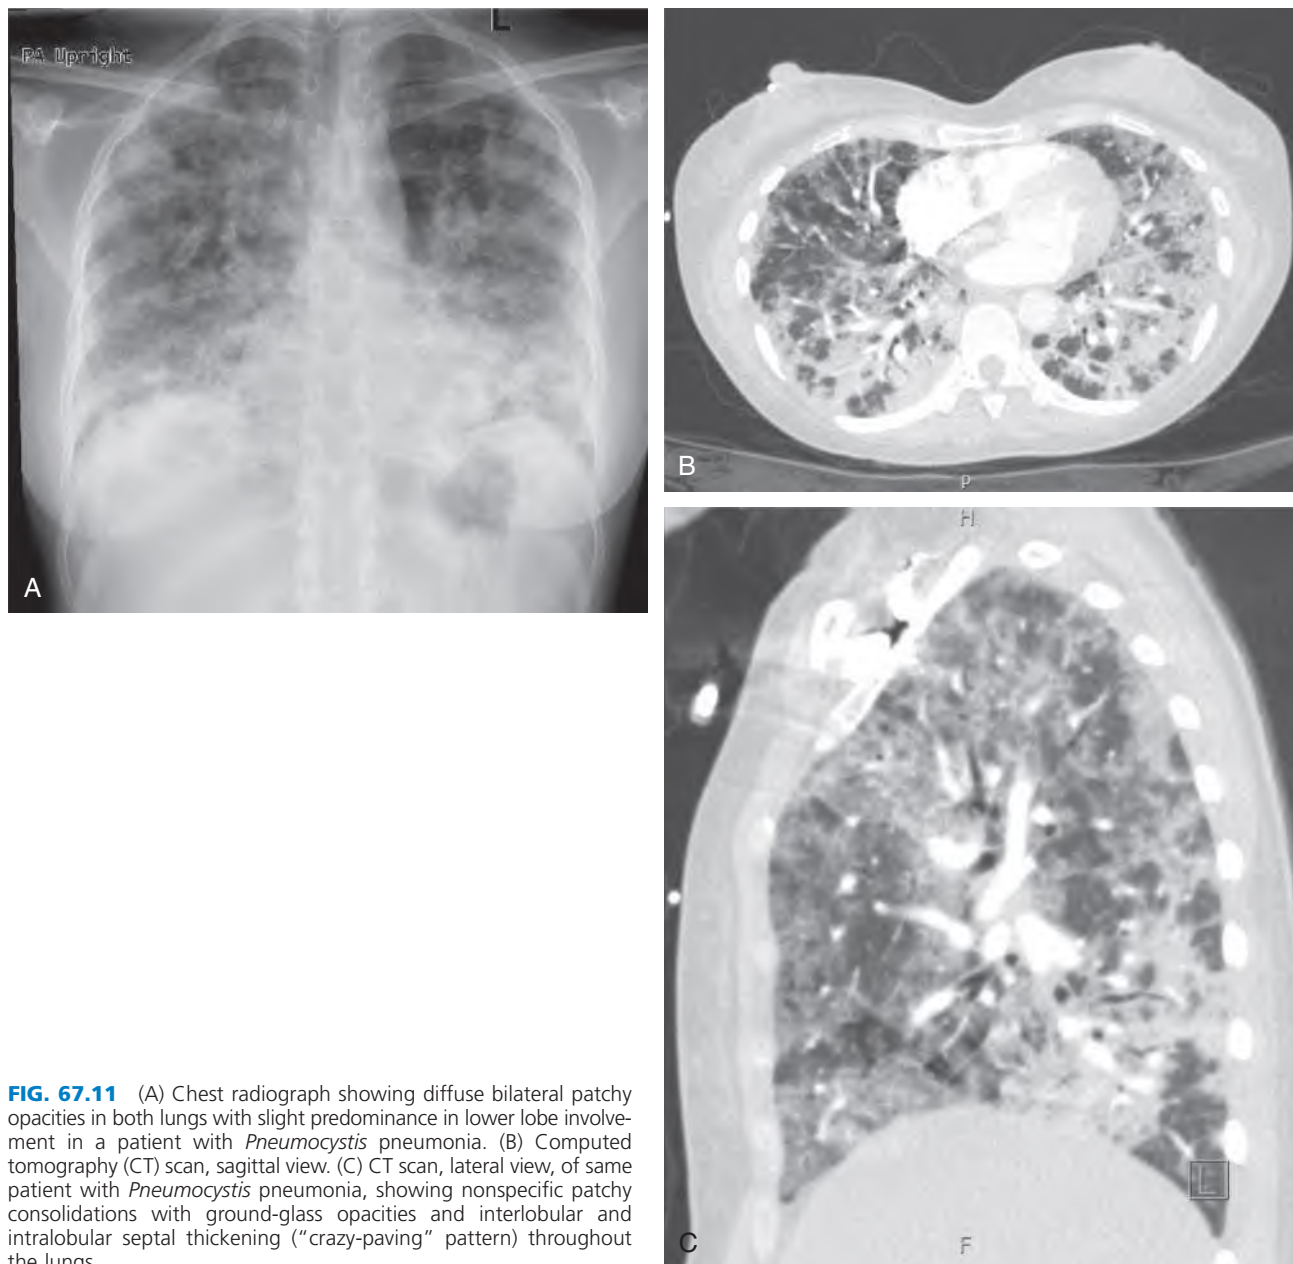 L
PA Upright
A
B
P
H
L
C
F
FIG. 67.11 (A) Chest radiograph showing diffuse bilateral patchy
opacities in both lungs with slight predominance in lower lobe involve-
ment in a patient with Pneumocystis pneumonia. (B) Computed
tomography (CT) scan, sagittal view. (C) CT scan, lateral view, of same
patient with Pneumocystis pneumonia, showing nonspecific patchy
consolidations with ground-glass opacities and interlobular and
intralobular septal thickening (“crazy-paving” pattern) throughout
the lungs